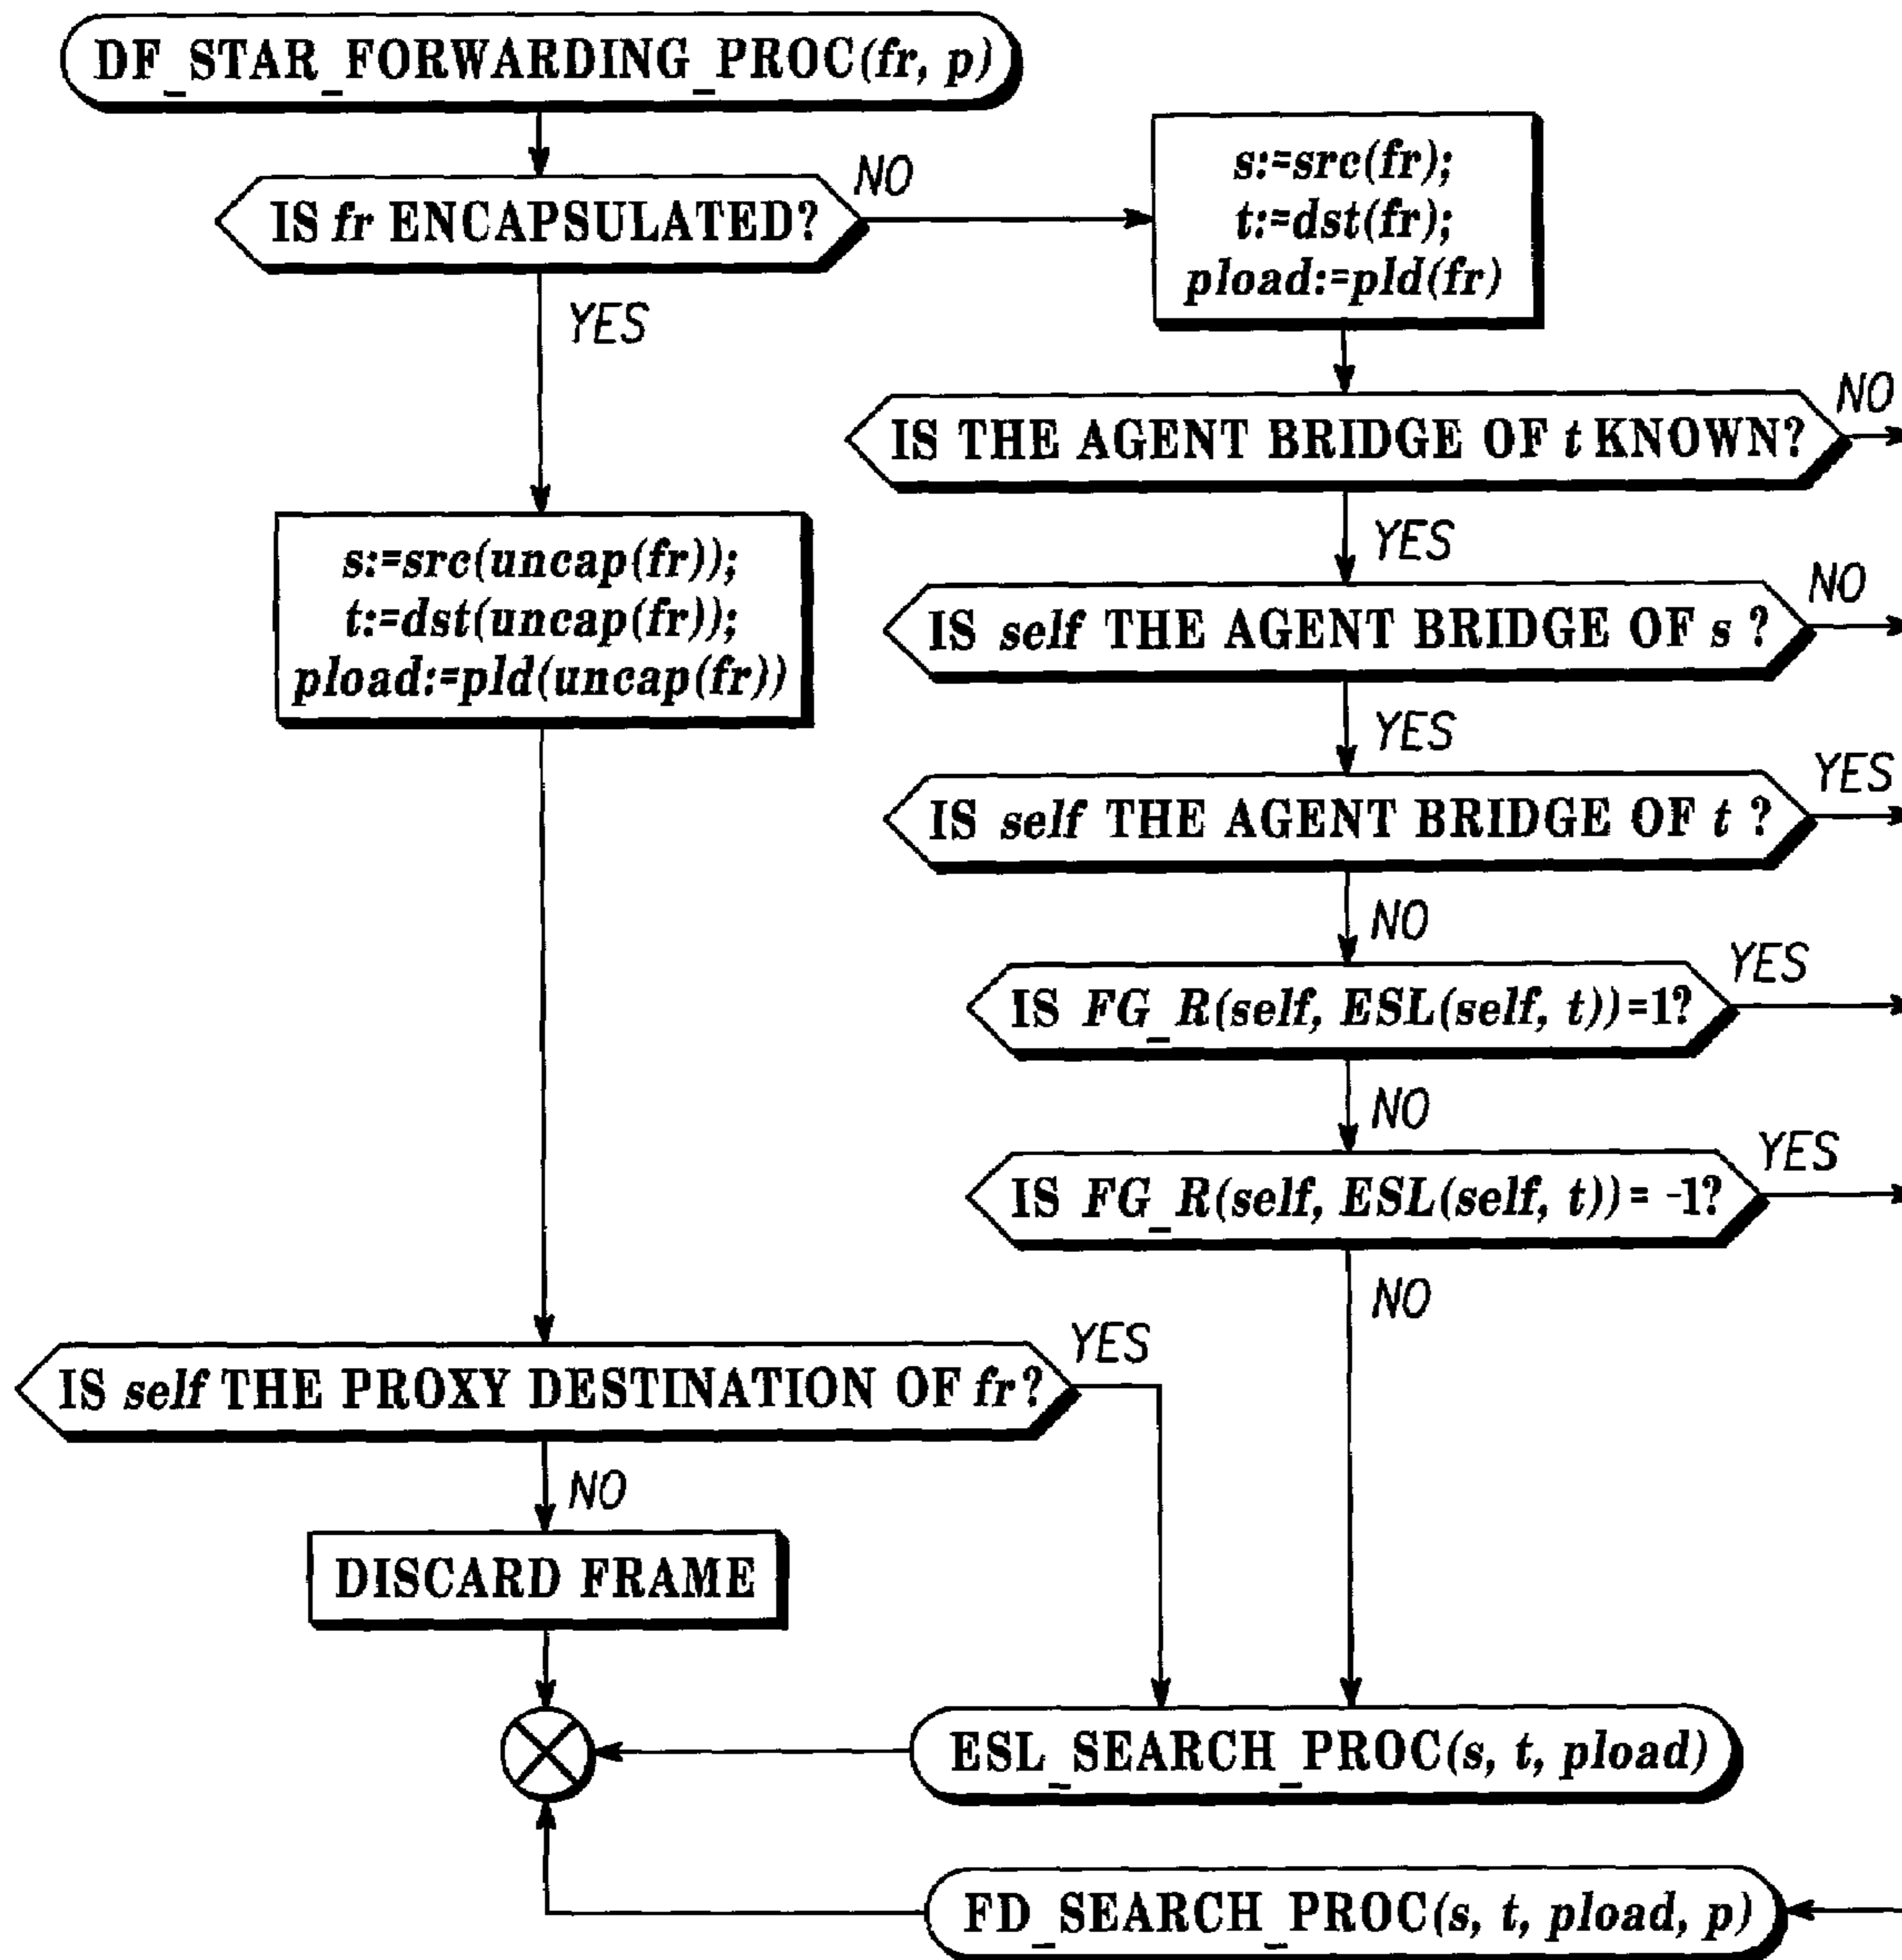 DF_STAR_FORWARDING_PROC(fr, p)
IS fr ENCAPSULATED?
NO
YES
s:=src(fr);
t:=dst(fr);
pload:=pld(fr)
IS THE AGENT BRIDGE OF t KNOWN?
NO
YES
s:=src(uncap(fr));
t:=dst(uncap(fr));
pload:=pld(uncap(fr))
IS self THE AGENT BRIDGE OF s ?
NO
YES
IS self THE AGENT BRIDGE OF t ?
YES
NO
IS FG_R(self, ESL(self, t))=1?
YES
NO
IS FG_R(self, ESL(self, t))= -1?
YES
NO
IS self THE PROXY DESTINATION OF fr?
YES
NO
DISCARD FRAME
ESL_SEARCH_PROC(s, t, pload)
FD_SEARCH_PROC(s, t, pload, p)